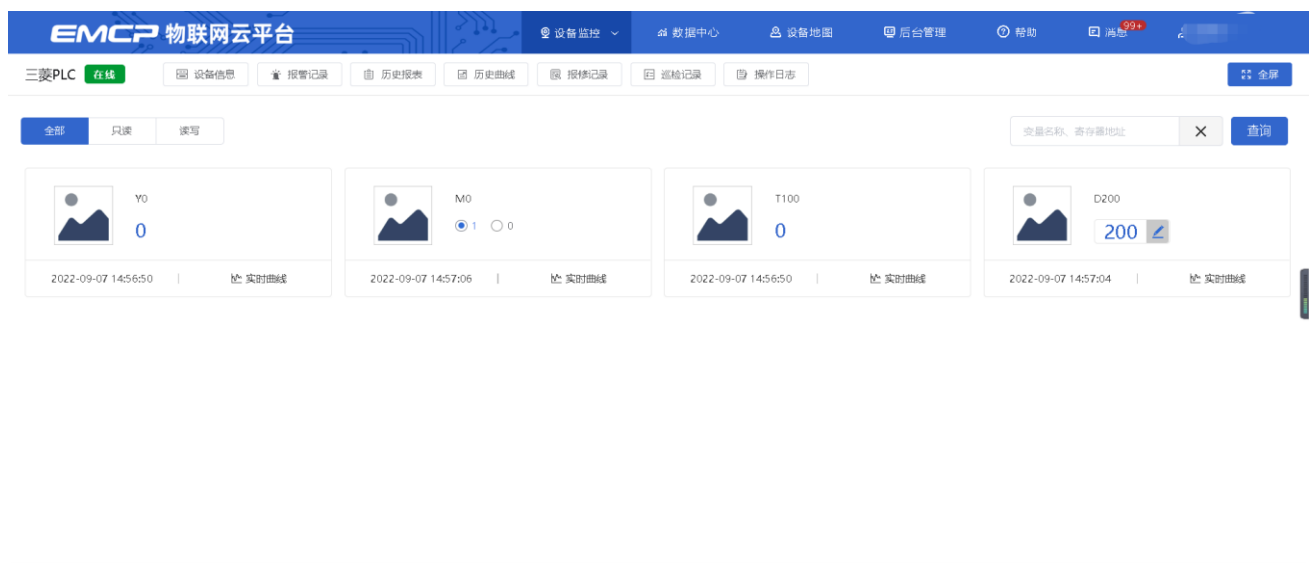 EMCP 物联网云平台 设备监控 数据中心 设备地图 后台管理 帮助 消息 99+
三菱PLC 在线 设备信息 报警记录 历史报表 历史曲线 报修记录 巡检记录 操作日志 全屏
全部 只读 读写 变量名称、寄存器地址 查询
Y0 M0 T100 D200
0 1 0 0 200
2022-09-07 14:56:50 | 实时曲线 2022-09-07 14:57:06 | 实时曲线 2022-09-07 14:56:50 | 实时曲线 2022-09-07 14:57:04 | 实时曲线